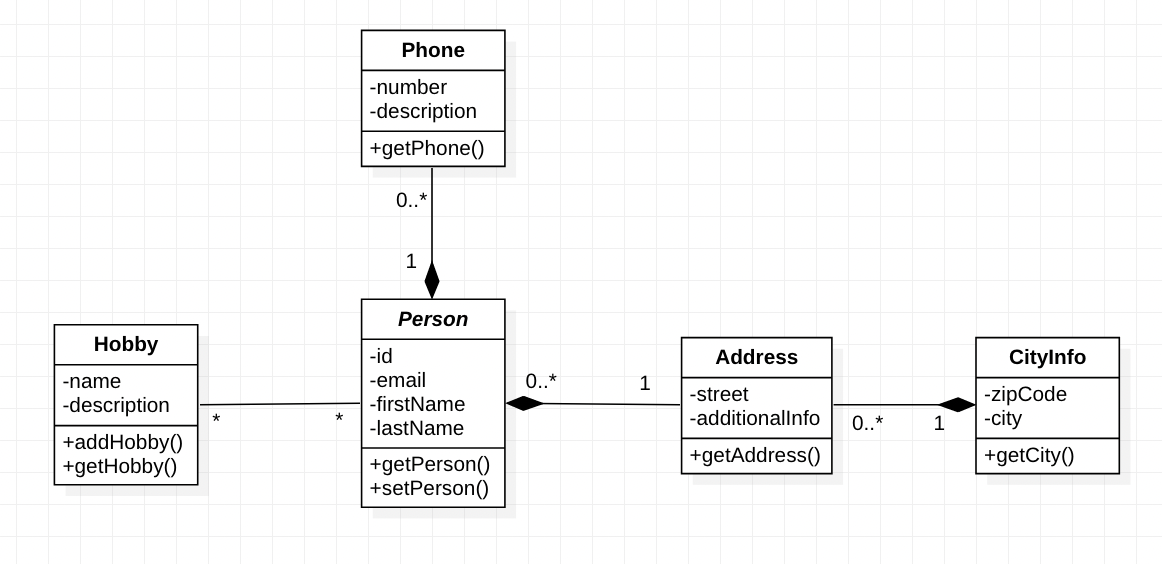 Phone
-number
-description
+getPhone()
0..*
1
Hobby
-name
-description
+addHobby()
+getHobby()
*
*
Person
-id
-email
-firstName
-lastName
+getPerson()
+setPerson()
0..*
1
Address
-street
-additionalInfo
+getAddress()
0..*
1
CityInfo
-zipCode
-city
+getCity()